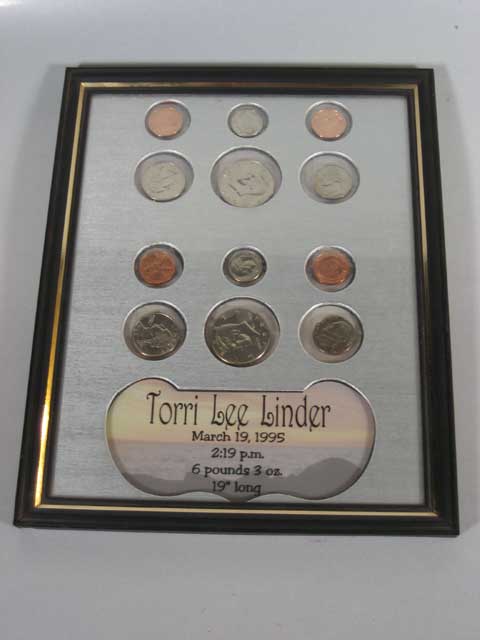 Torri Lee Linder
March 19, 1995
2:19 p.m.
6 pounds 3 oz.
19" long